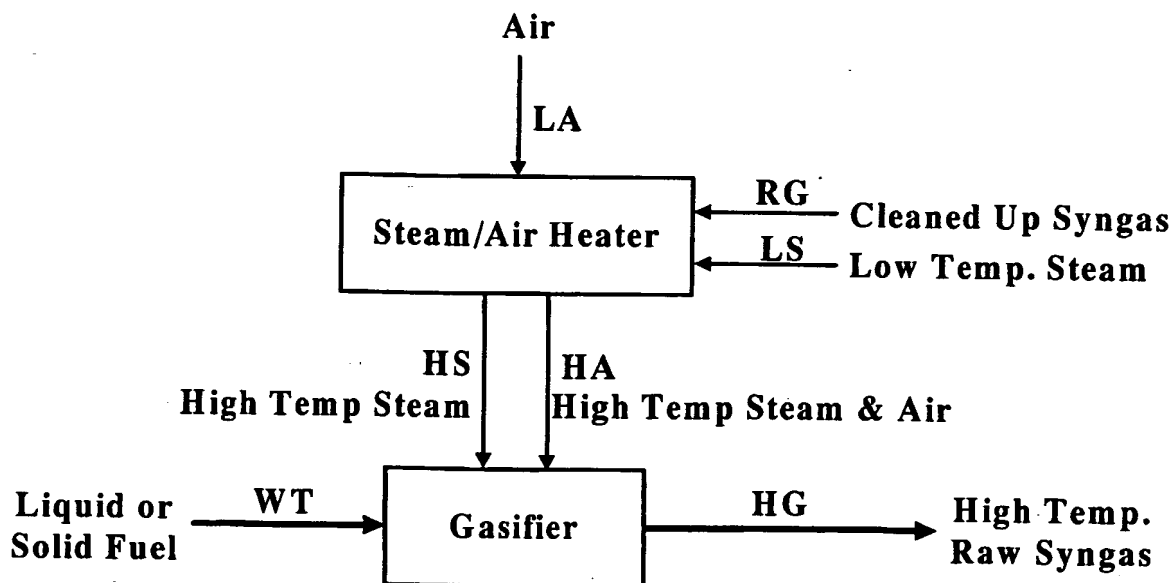 Air
LA
Steam/Air Heater
RG
Cleaned Up Syngas
LS
Low Temp. Steam
HS
High Temp Steam
HA
High Temp Steam & Air
Liquid or
Solid Fuel
WT
Gasifier
HG
High Temp.
Raw Syngas